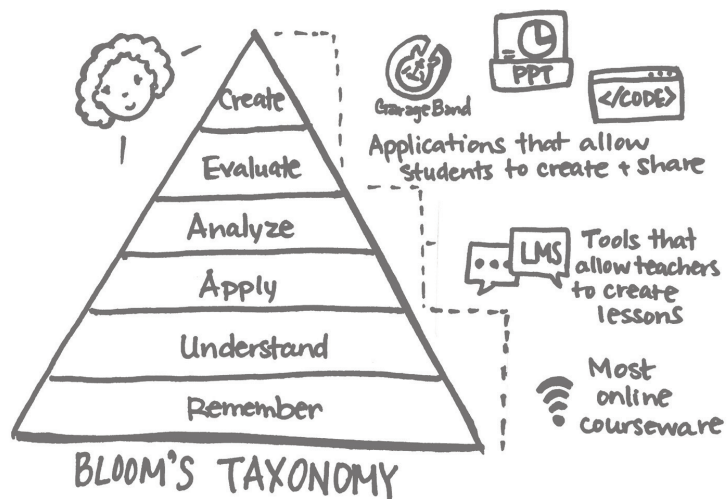 Create
Evaluate
Analyze
Apply
Understand
Remember
BLOOM'S TAXONOMY
GarageBand
PPT
</CODE>
Applications that allow
students to create + share
LMS
Tools that
allow teachers
to create
lessons
Most
online
courseware